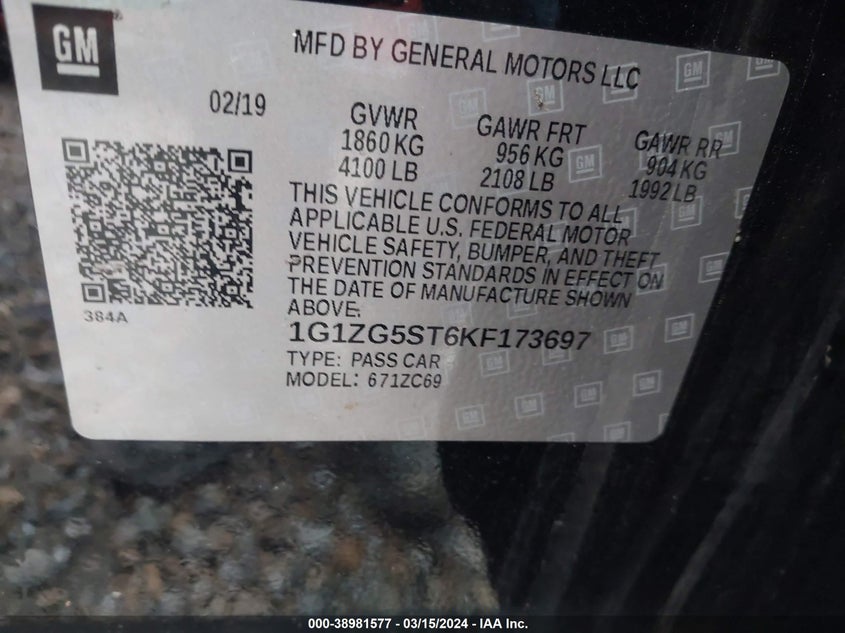 GM
MFD BY GENERAL MOTORS LLC
02/19
GVWR
1860 KG
4100 LB
GAWR FRT
956 KG
2108 LB
GAWR RR
904 KG
1992 LB
THIS VEHICLE CONFORMS TO ALL
APPLICABLE U.S. FEDERAL MOTOR
VEHICLE SAFETY, BUMPER, AND THEFT
PREVENTION STANDARDS IN EFFECT ON
THE DATE OF MANUFACTURE SHOWN
ABOVE.
384A
1G1ZG5ST6KF173697
TYPE: PASS CAR
MODEL: 671ZC69
000-38981577 - 03/15/2024 - IAA Inc.